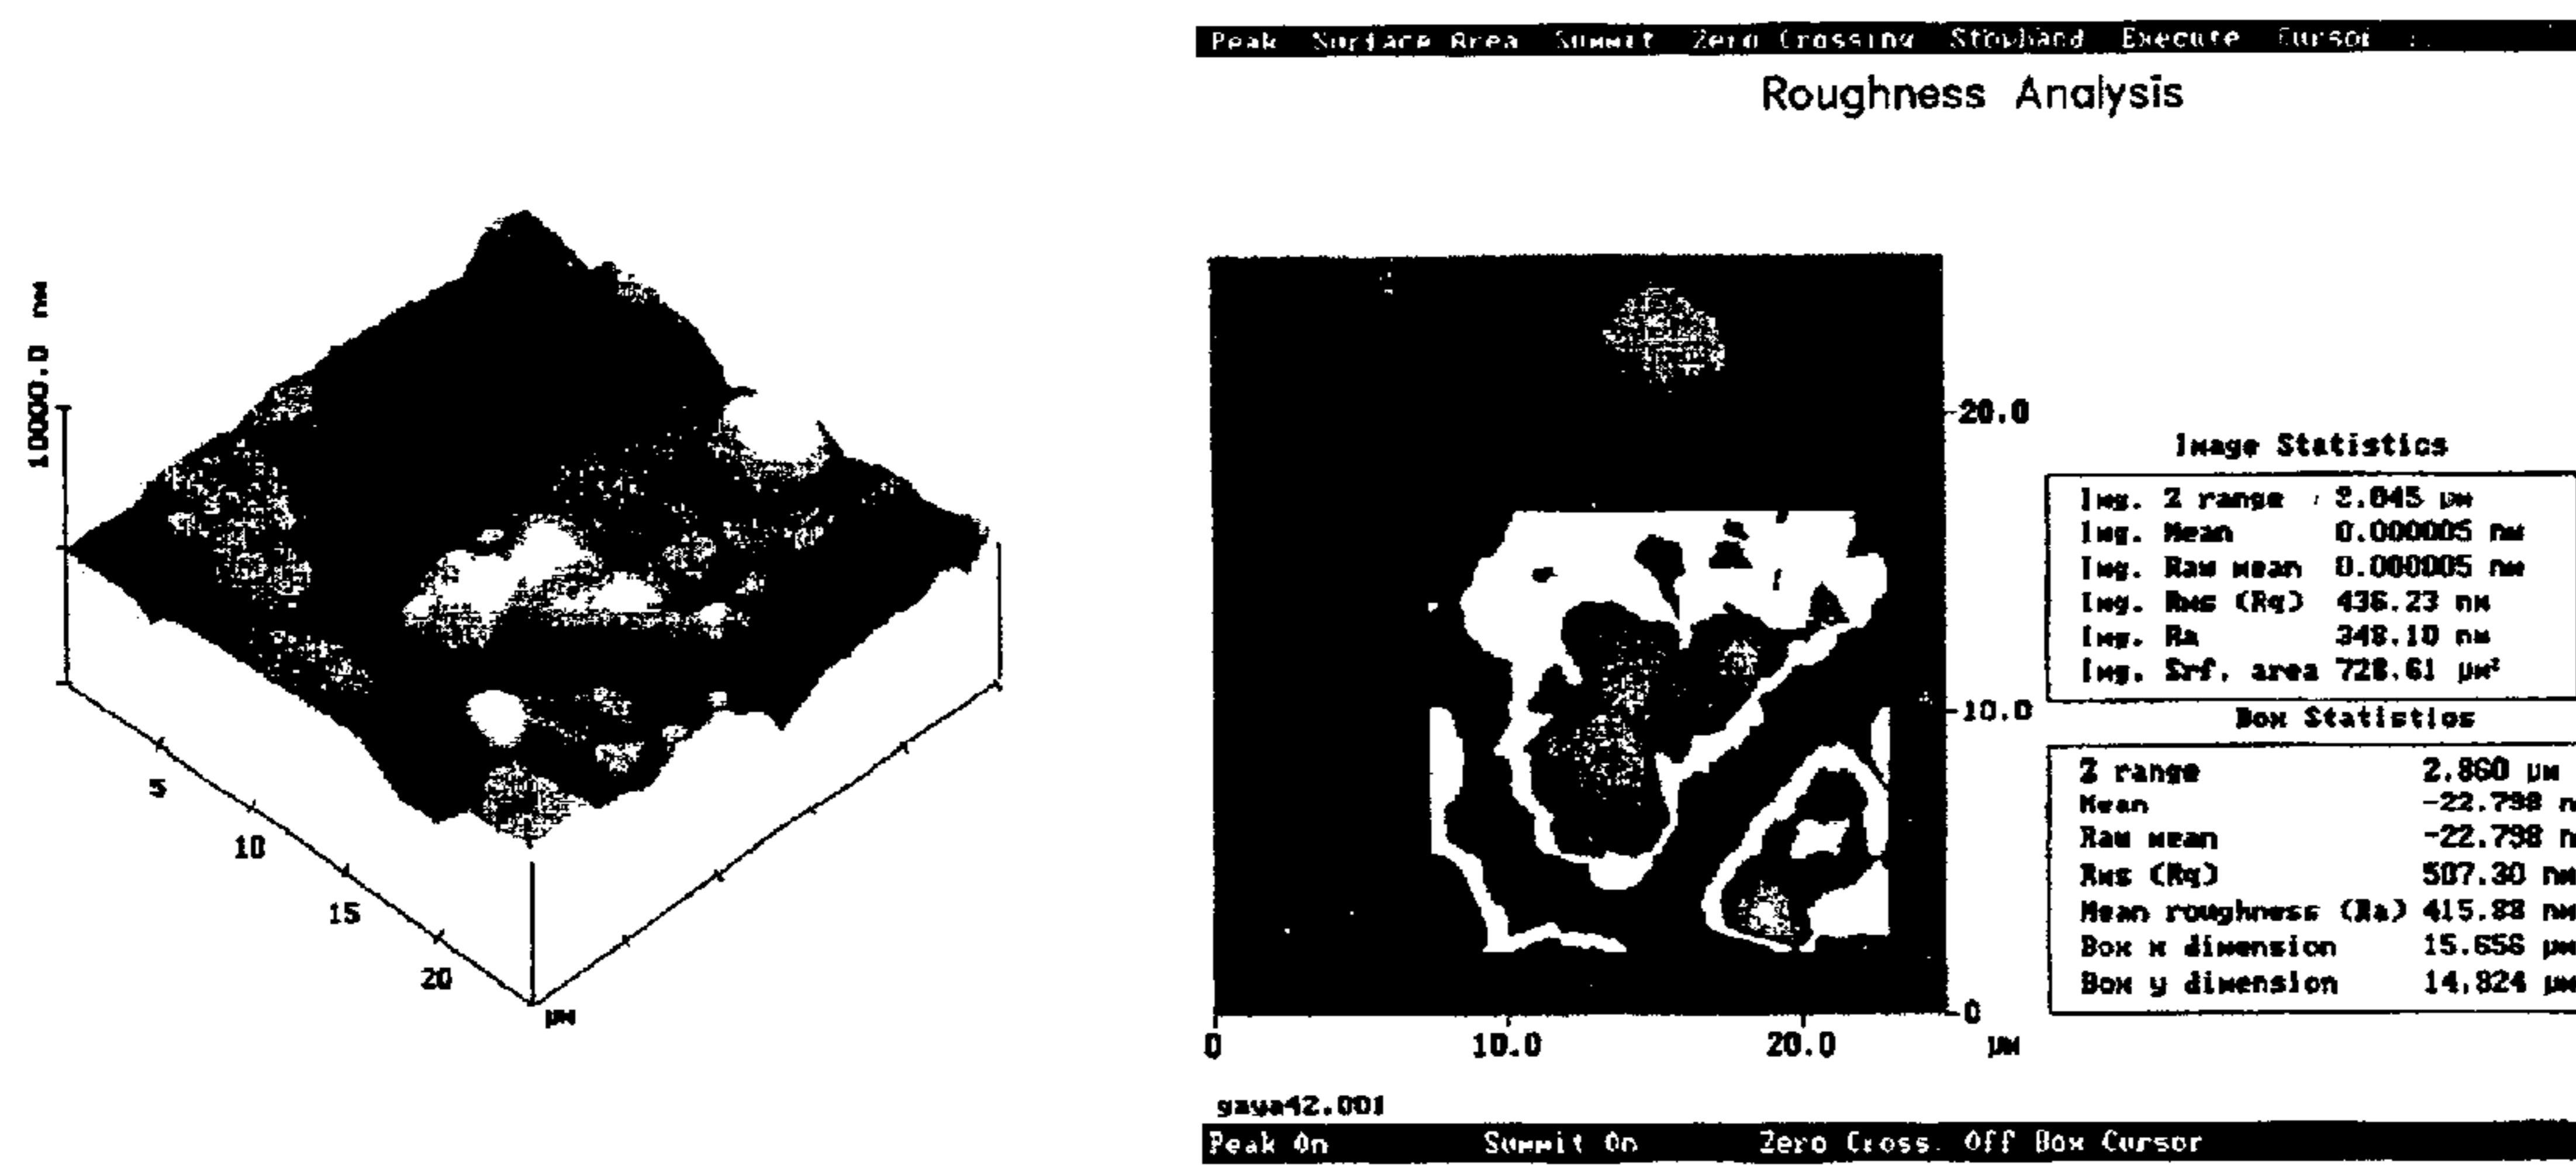 Peak Surface Area Summit Zero Crossing Stopband Execute Cursor
Roughness Analysis
10000.0 nm
5
10
15
20
µm
20.0
10.0
0
0
10.0
20.0
µm
Image Statistics
Img. Z range 2.845 µm
Img. Mean 0.000005 nm
Img. Raw mean 0.000005 nm
Img. Rms (Rq) 436.23 nm
Img. Ra 348.10 nm
Img. Srf. area 728.61 µm²
Box Statistics
Z range 2.860 µm
Mean -22.798 n
Raw mean -22.798 n
Rms (Rq) 507.30 nm
Mean roughness (Ra) 415.88 nm
Box x dimension 15.656 µm
Box y dimension 14.824 µm
gaya42.001
Peak On Summit On Zero Cross. Off Box Cursor